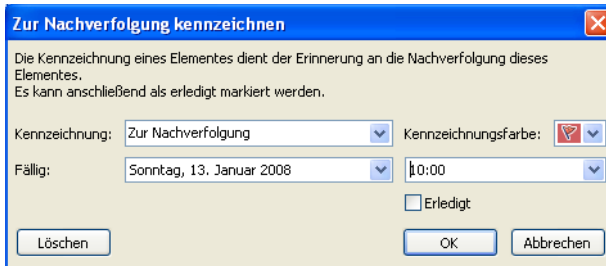 Zur Nachverfolgung kennzeichnen
Die Kennzeichnung eines Elementes dient der Erinnerung an die Nachverfolgung dieses
Elementes.
Es kann anschließend als erledigt markiert werden.
Kennzeichnung: Zur Nachverfolgung Kennzeichnungsfarbe:
Fällig: Sonntag, 13. Januar 2008 10:00
Erledigt
Löschen OK Abbrechen